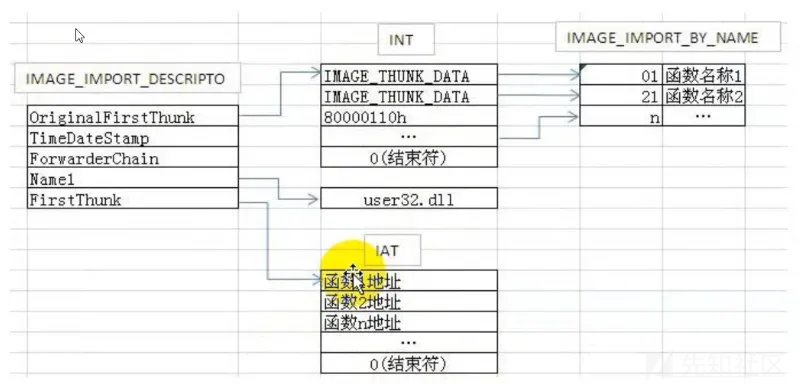 INT
IMAGE_IMPORT_BY_NAME
IMAGE_IMPORT_DESCRIPTO
OriginalFirstThunk
TimeDateStamp
ForwarderChain
Name1
FirstThunk
IMAGE_THUNK_DATA
IMAGE_THUNK_DATA
80000110h
…
0(结束符)
01 函数名称1
21 函数名称2
n …
user32.dll
IAT
函数1地址
函数2地址
函数n地址
…
0(结束符)
先知社区